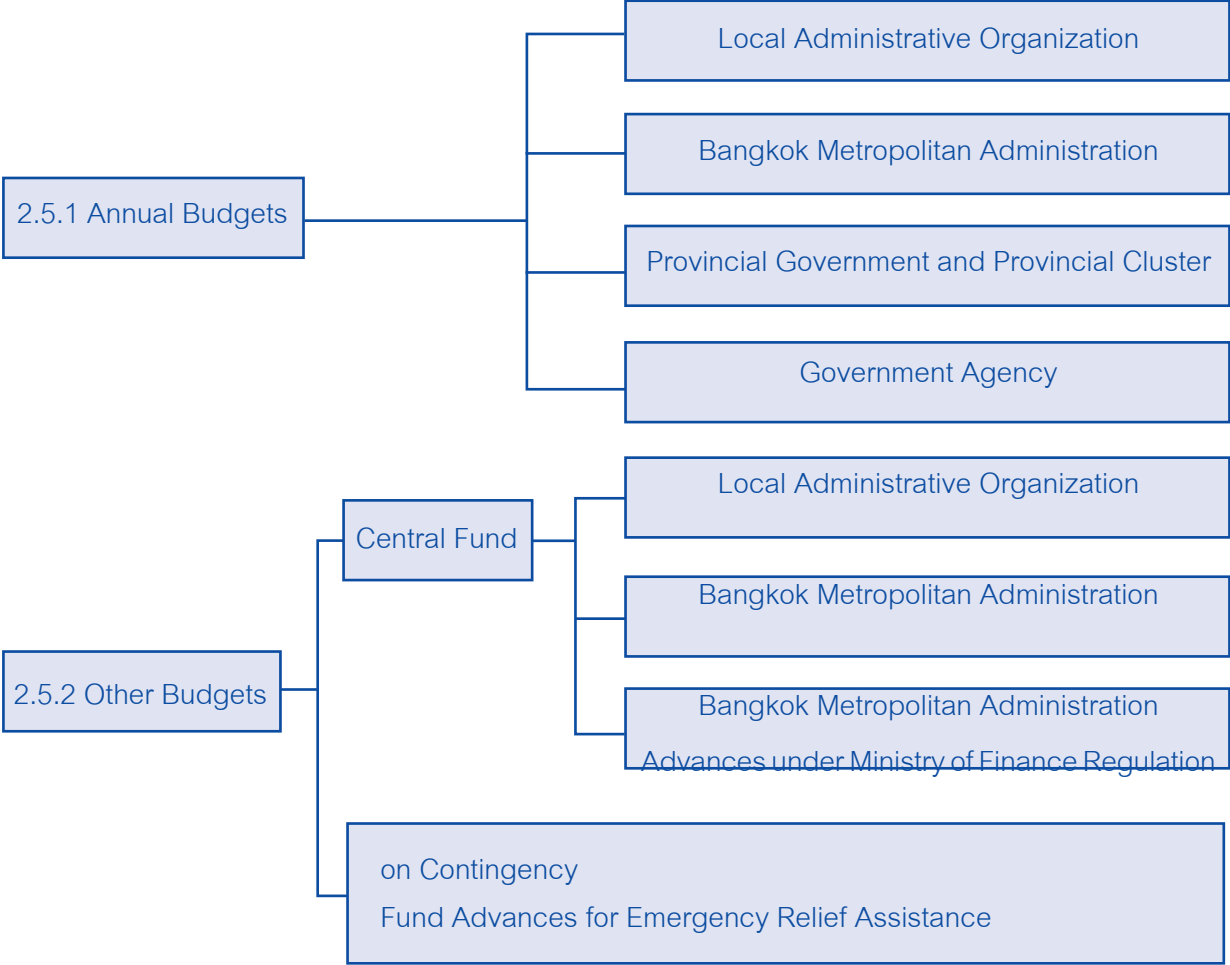 Local Administrative Organization
Bangkok Metropolitan Administration
2.5.1 Annual Budgets
Provincial Government and Provincial Cluster
Government Agency
Local Administrative Organization
Central Fund
Bangkok Metropolitan Administration
2.5.2 Other Budgets
Bangkok Metropolitan Administration
Advances under Ministry of Finance Regulation
on Contingency
Fund Advances for Emergency Relief Assistance